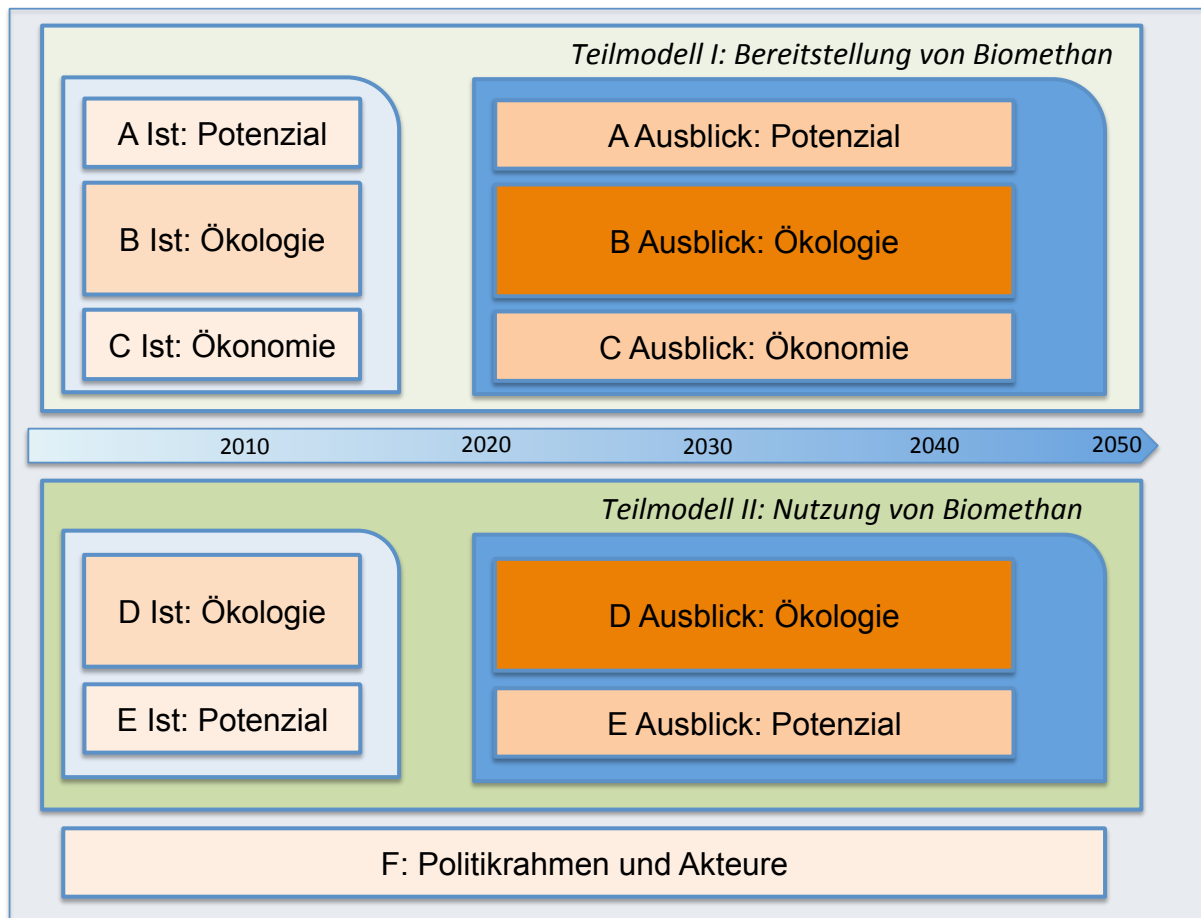 Teilmodell I: Bereitstellung von Biomethan
A Ist: Potenzial
B Ist: Ökologie
C Ist: Ökonomie
A Ausblick: Potenzial
B Ausblick: Ökologie
C Ausblick: Ökonomie
2010 2020 2030 2040 2050
Teilmodell II: Nutzung von Biomethan
D Ist: Ökologie
E Ist: Potenzial
D Ausblick: Ökologie
E Ausblick: Potenzial
F: Politikrahmen und Akteure